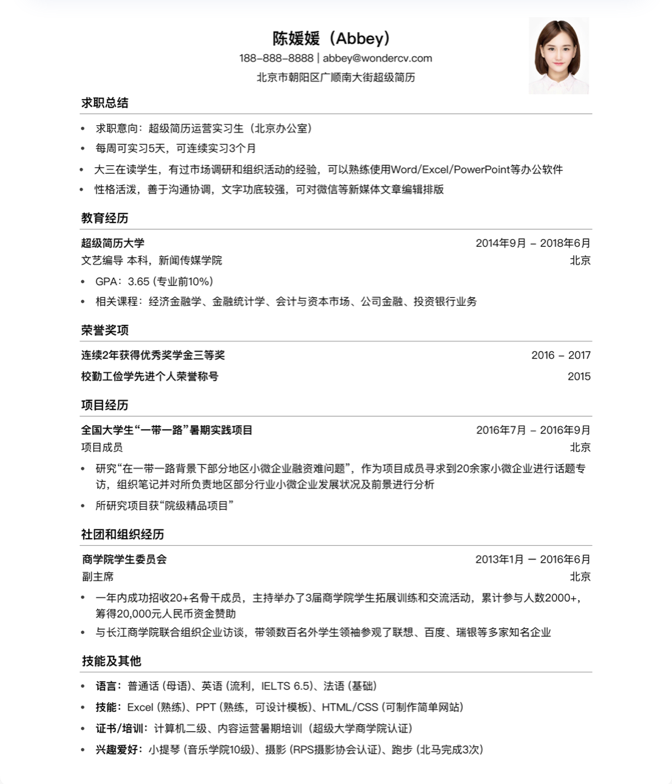 陈媛媛（Abbey）
188-888-8888 | abbey@wondercv.com
北京市朝阳区广顺南大街超级简历
求职总结
• 求职意向：超级简历运营实习生（北京办公室）
• 每周可实习5天，可连续实习3个月
• 大三在读学生，有过市场调研和组织活动的经验，可以熟练使用Word/Excel/PowerPoint等办公软件
• 性格活泼，善于沟通协调，文字功底较强，可对微信等新媒体文章编辑排版
教育经历
超级简历大学 2014年9月 – 2018年6月
文艺编导 本科，新闻传媒学院 北京
• GPA：3.65 (专业前10%)
• 相关课程：经济金融学、金融统计学、会计与资本市场、公司金融、投资银行业务
荣誉奖项
连续2年获得优秀奖学金三等奖 2016 – 2017
校勤工俭学先进个人荣誉称号 2015
项目经历
全国大学生“一带一路”暑期实践项目 2016年7月 – 2016年9月
项目成员 北京
• 研究“在一带一路背景下部分地区小微企业融资难问题”，作为项目成员寻求到20余家小微企业进行话题专
访，组织笔记并对所负责地区部分行业小微企业发展状况及前景进行分析
• 所研究项目获“院级精品项目”
社团和组织经历
商学院学生委员会 2013年1月 — 2016年6月
副主席 北京
• 一年内成功招收20+名骨干成员，主持举办了3届商学院学生拓展训练和交流活动，累计参与人数2000+，
筹得20,000元人民币资金赞助
• 与长江商学院联合组织企业访谈，带领数百名外学生领袖参观了联想、百度、瑞银等多家知名企业
技能及其他
• 语言：普通话 (母语)、英语 (流利，IELTS 6.5)、法语 (基础)
• 技能：Excel (熟练)、PPT (熟练，可设计模板)、HTML/CSS (可制作简单网站)
• 证书/培训：计算机二级、内容运营暑期培训（超级大学商学院认证)
• 兴趣爱好：小提琴 (音乐学院10级)、摄影 (RPS摄影协会认证)、跑步 (北马完成3次)